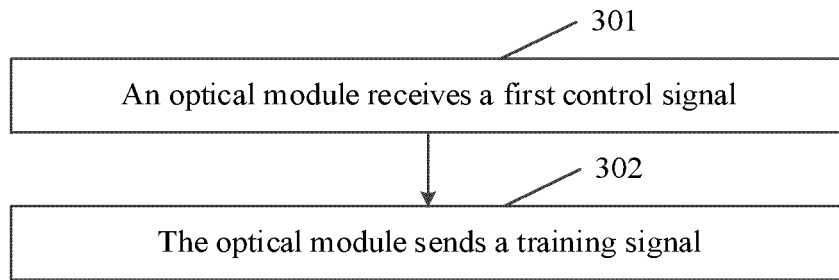 301
An optical module receives a first control signal
302
The optical module sends a training signal